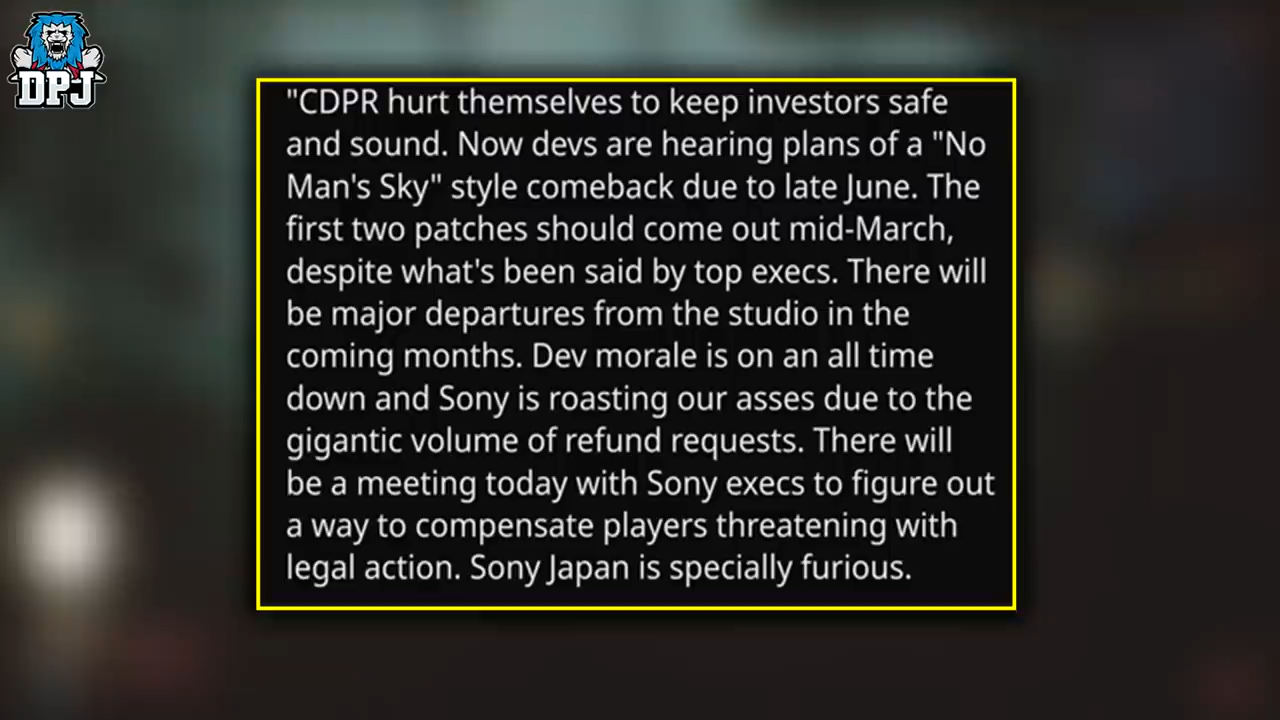 DPJ
"CDPR hurt themselves to keep investors safe
and sound. Now devs are hearing plans of a "No
Man's Sky" style comeback due to late June. The
first two patches should come out mid-March,
despite what's been said by top execs. There will
be major departures from the studio in the
coming months. Dev morale is on an all time
down and Sony is roasting our asses due to the
gigantic volume of refund requests. There will
be a meeting today with Sony execs to figure out
a way to compensate players threatening with
legal action. Sony Japan is specially furious.